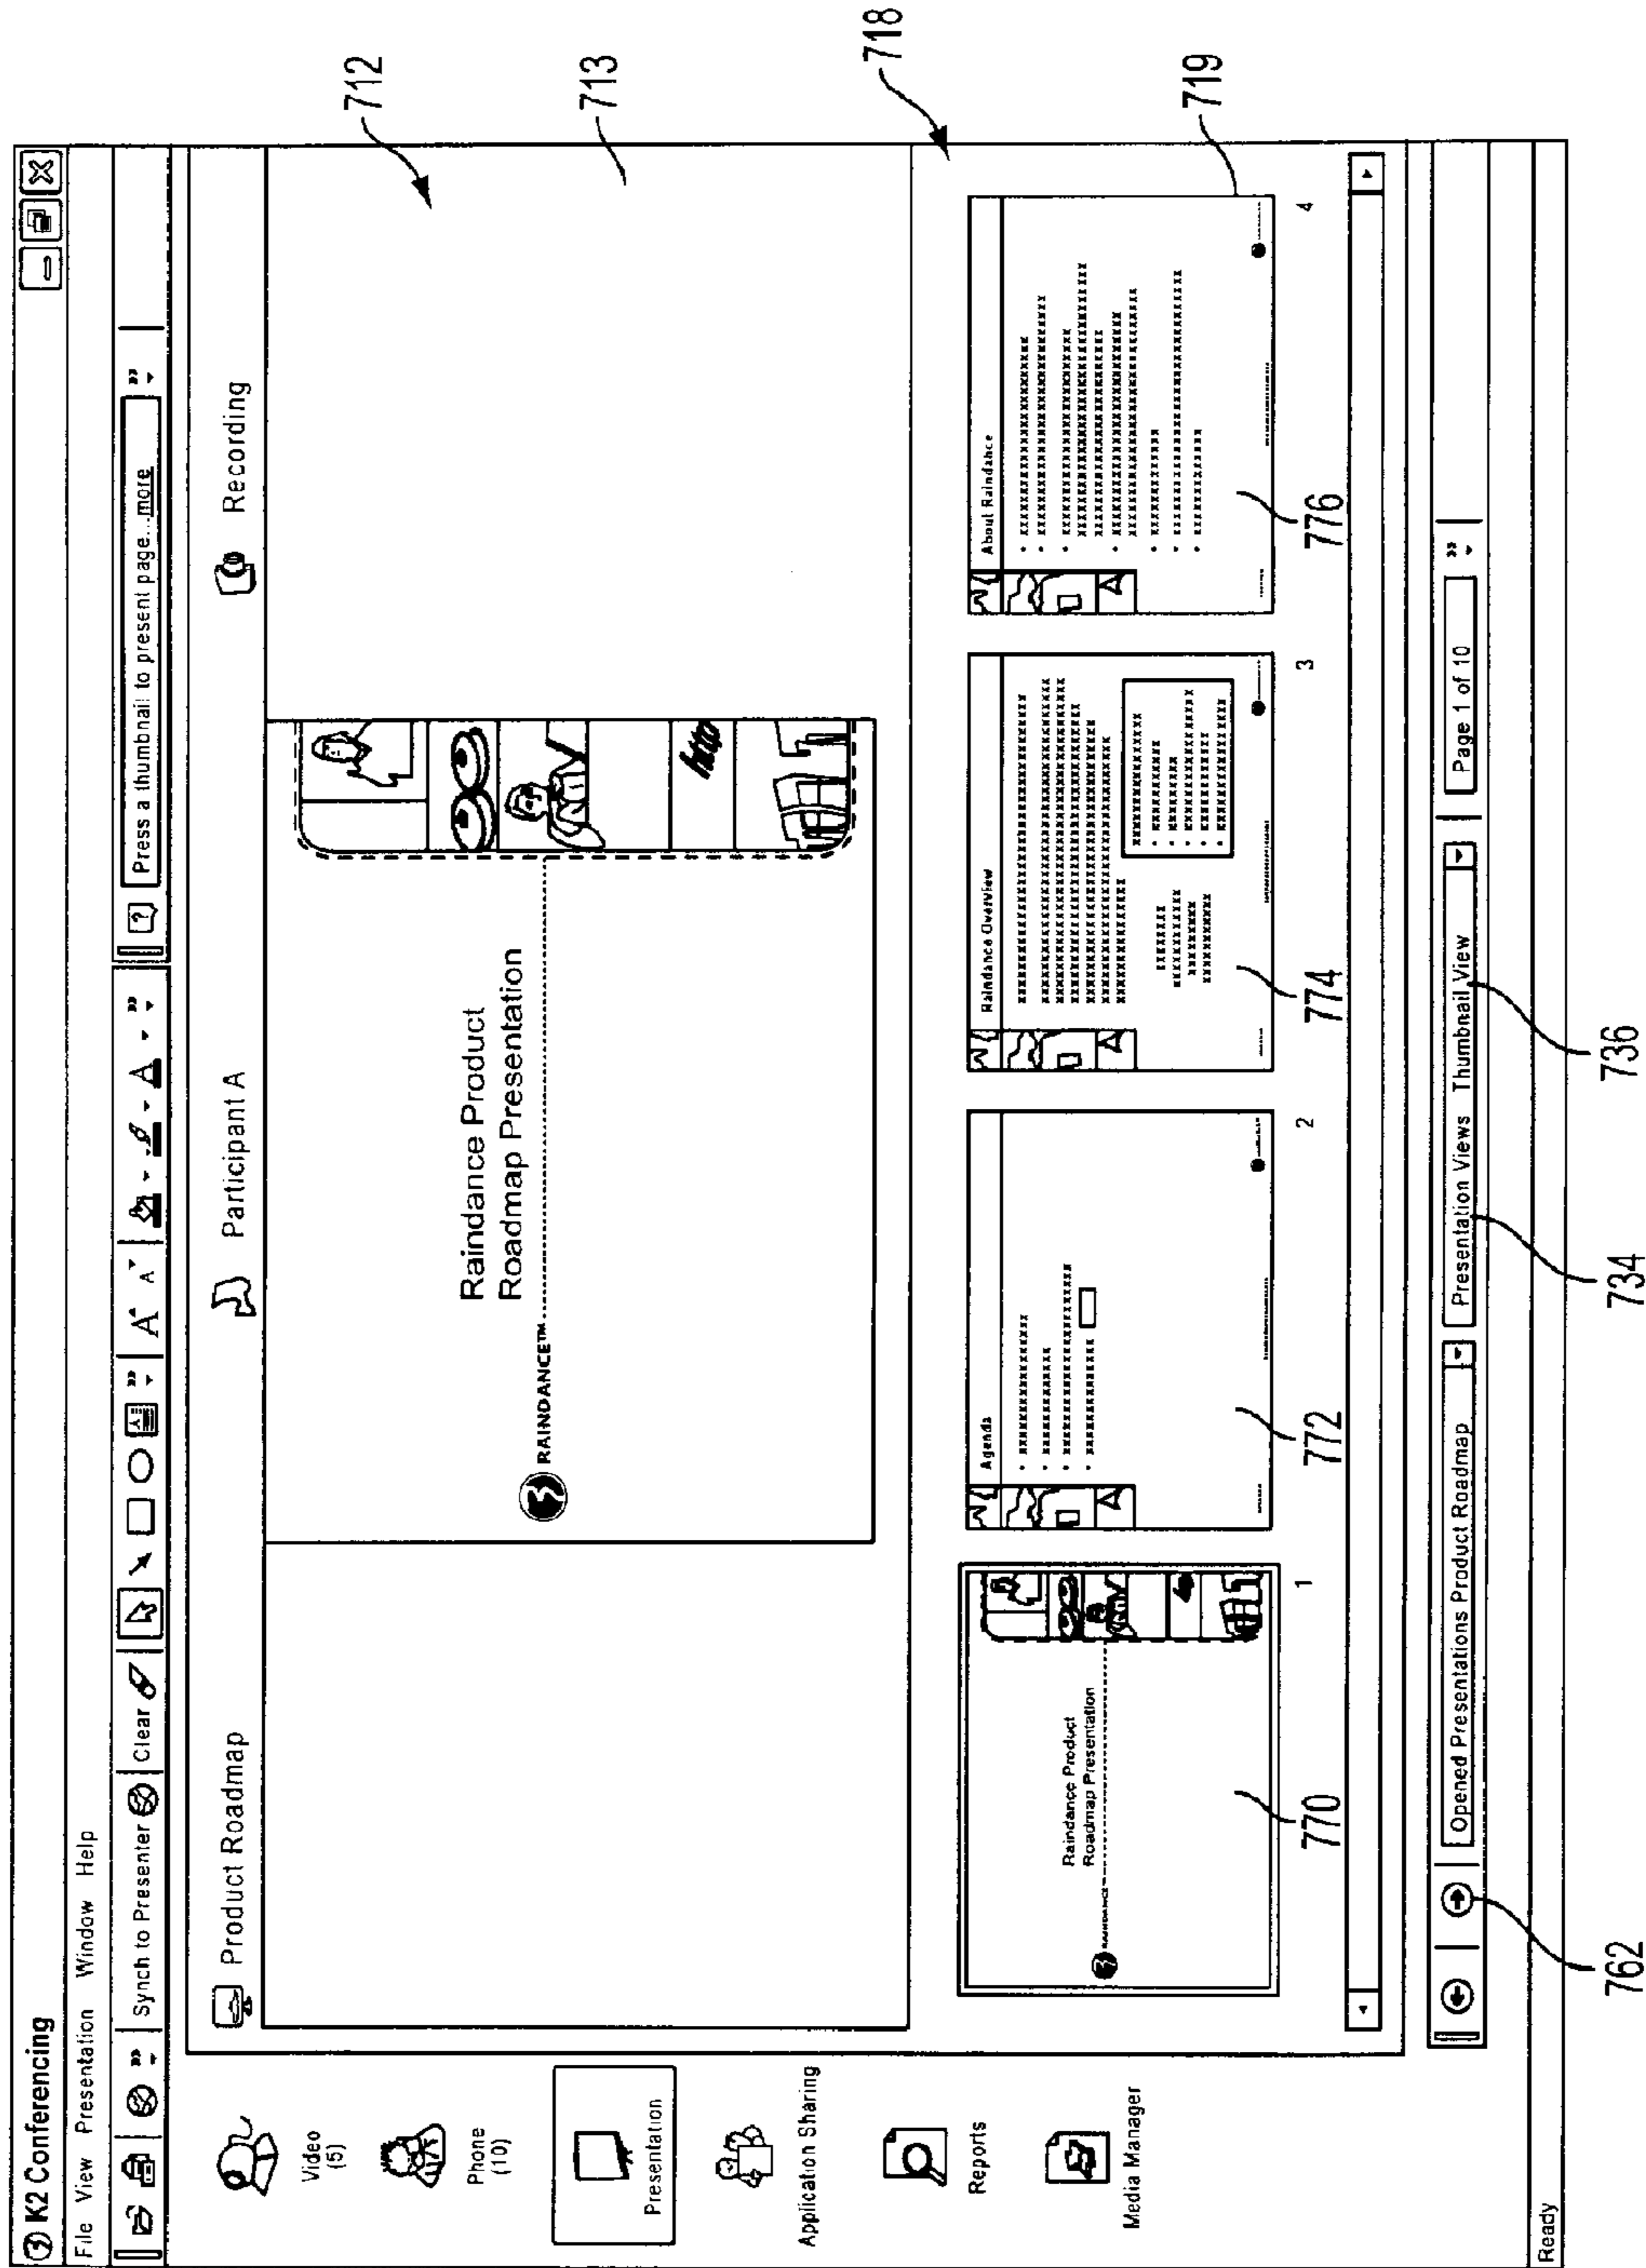 K2 Conferencing
File View Presentation Window Help
Synch to Presenter Clear A A A
Press a thumbnail to present page...more
Product Roadmap
Participant A
Recording
712
713
718
719
Video
(5)
Phone
(10)
Presentation
Application Sharing
Reports
Media Manager
Raindance Product
Roadmap Presentation
RAINDANCE™
Raindance Product
Roadmap Presentation
RAINDANCE
1
770
Agenda
2
772
Raindance Overview
3
774
About Raindance
4
776
Opened Presentations Product Roadmap
Presentation Views Thumbnail View
Page 1 of 10
Ready
762
734
736